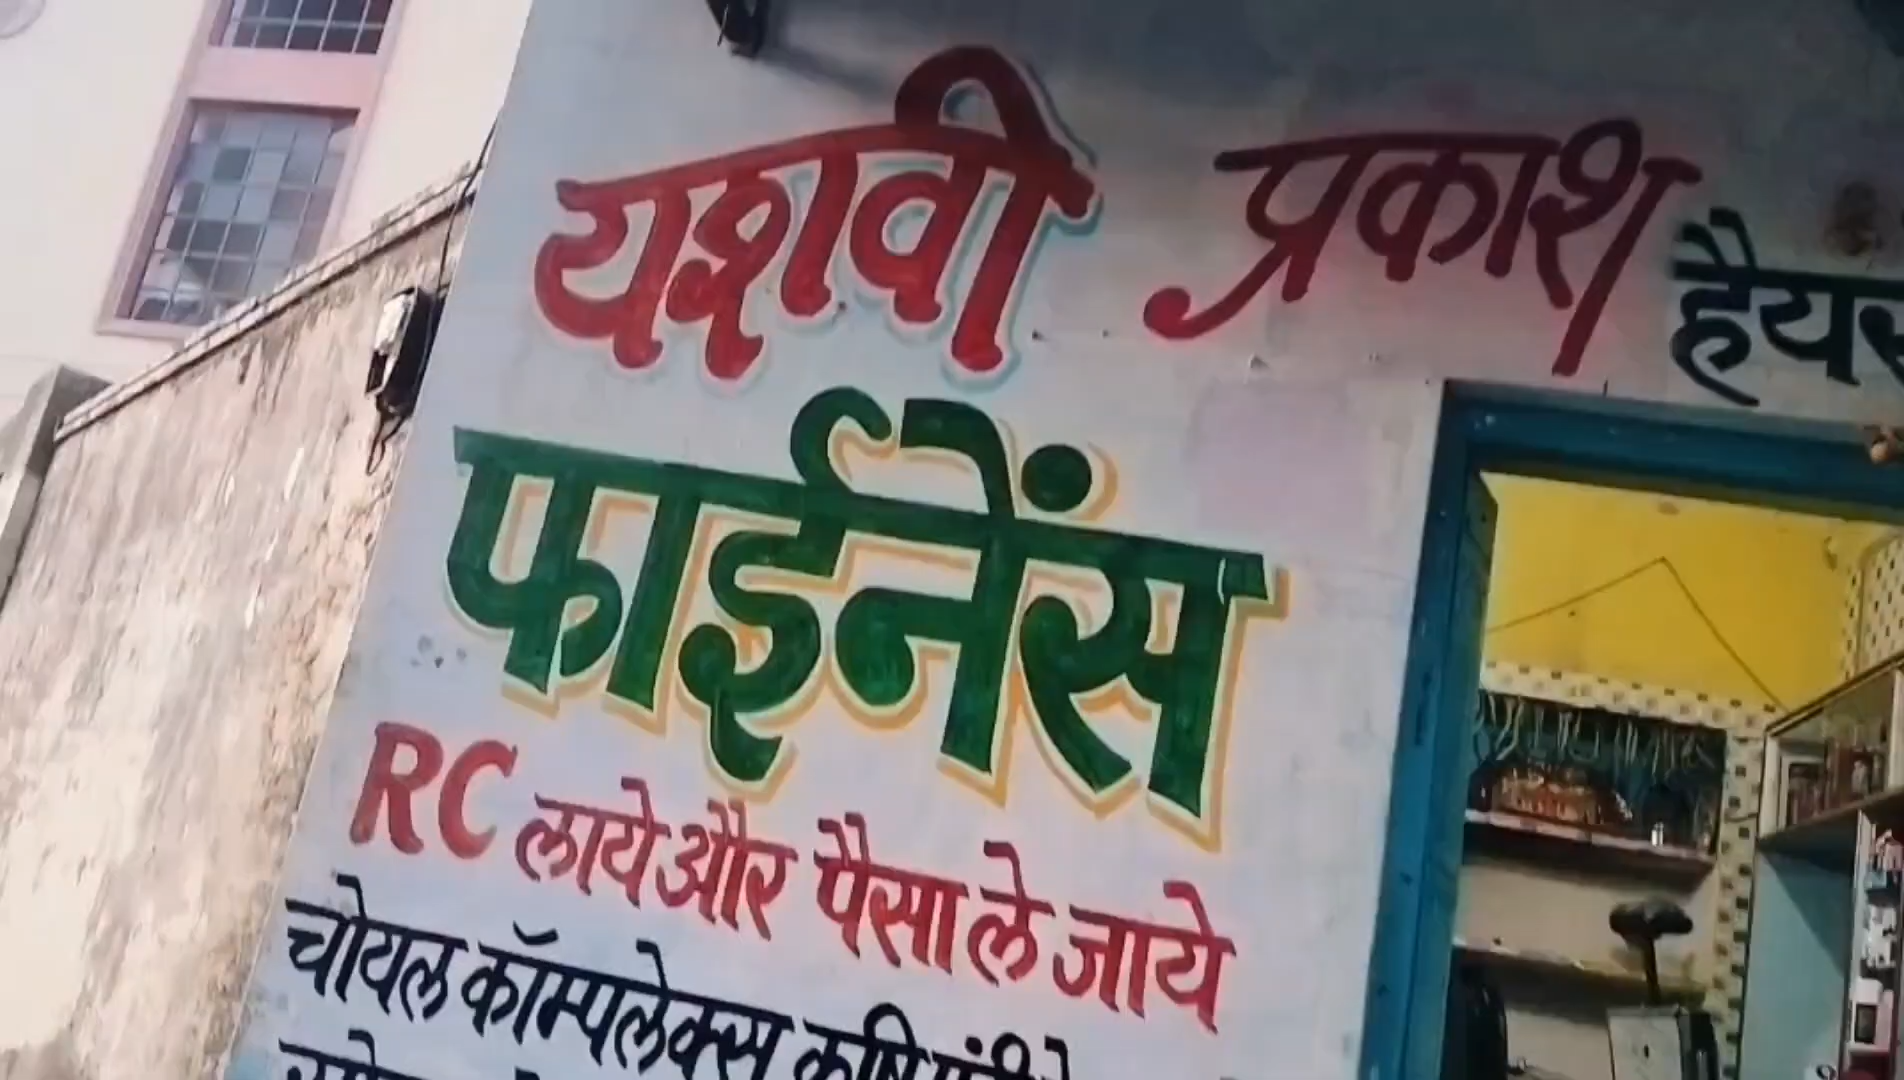 यशवी प्रकाश
फाईनेंस
RC लाये और पैसा ले जाये
चोयल कॉम्पलेक्स कृषि मंडी के